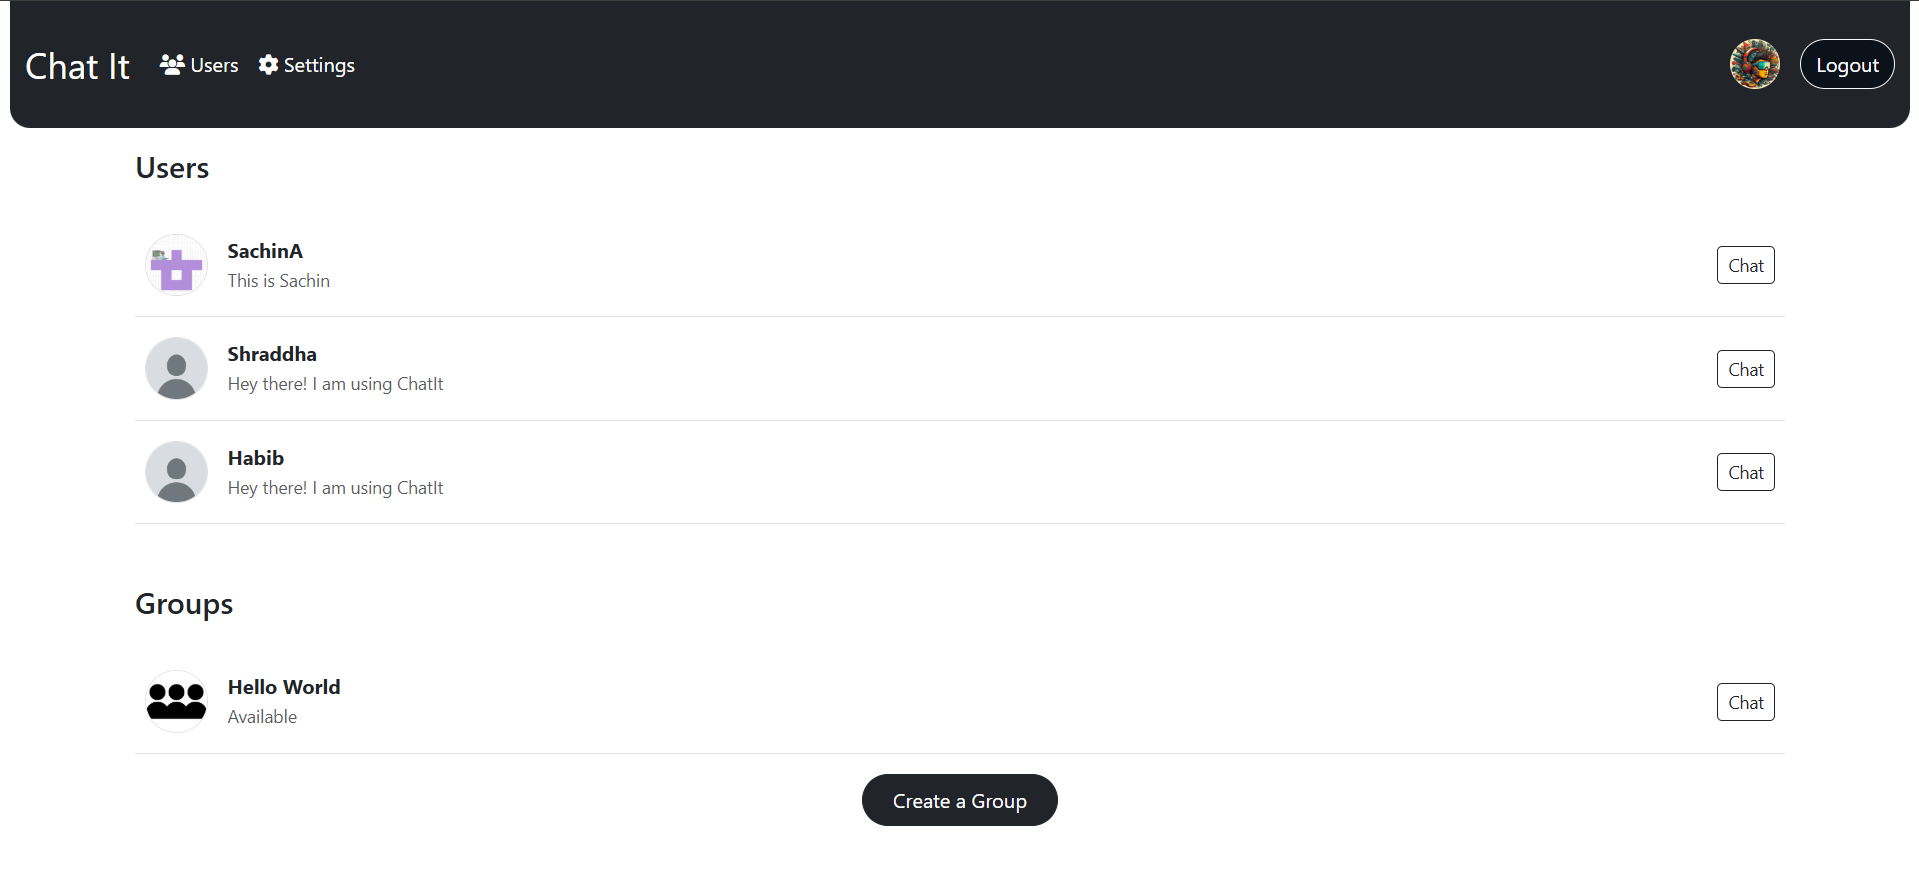 Chat It
Users
Settings
Logout
Users
SachinA
This is Sachin
Chat
Shraddha
Hey there! I am using ChatIt
Chat
Habib
Hey there! I am using ChatIt
Chat
Groups
Hello World
Available
Chat
Create a Group